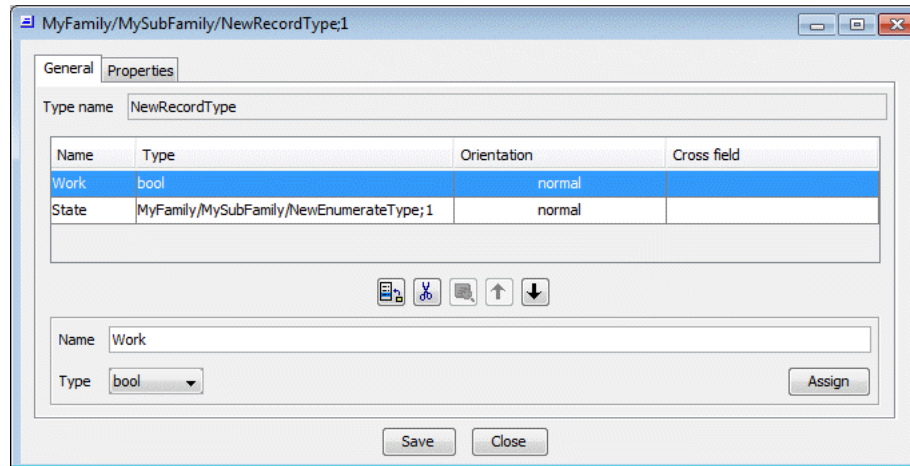 MyFamily/MySubFamily/NewRecordType;1
General Properties
Type name NewRecordType
Name Type Orientation Cross field
Work bool normal
State MyFamily/MySubFamily/NewEnumerateType;1 normal
Name Work
Type bool Assign
Save Close